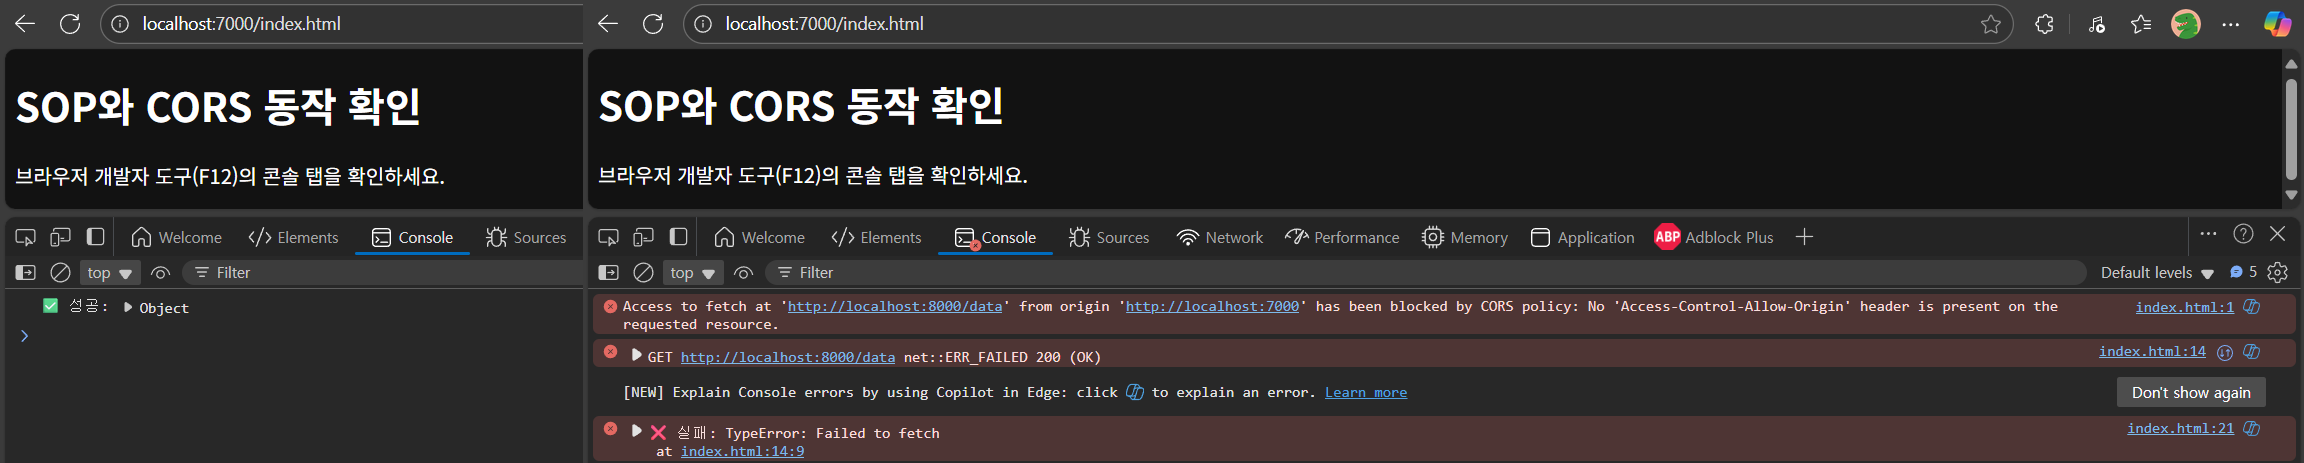 localhost:7000/index.html
SOP와 CORS 동작 확인
브라우저 개발자 도구(F12)의 콘솔 탭을 확인하세요.
Welcome Elements Console Sources
top Filter
성공: Object
localhost:7000/index.html
SOP와 CORS 동작 확인
브라우저 개발자 도구(F12)의 콘솔 탭을 확인하세요.
Welcome Elements Console Sources Network Performance Memory Application ABP Adblock Plus
top Filter Default levels 5
Access to fetch at 'http://localhost:8000/data' from origin 'http://localhost:7000' has been blocked by CORS policy: No 'Access-Control-Allow-Origin' header is present on the index.html:1
requested resource.
GET http://localhost:8000/data net::ERR_FAILED 200 (OK) index.html:14
[NEW] Explain Console errors by using Copilot in Edge: click to explain an error. Learn more Don't show again
실패: TypeError: Failed to fetch index.html:21
at index.html:14:9